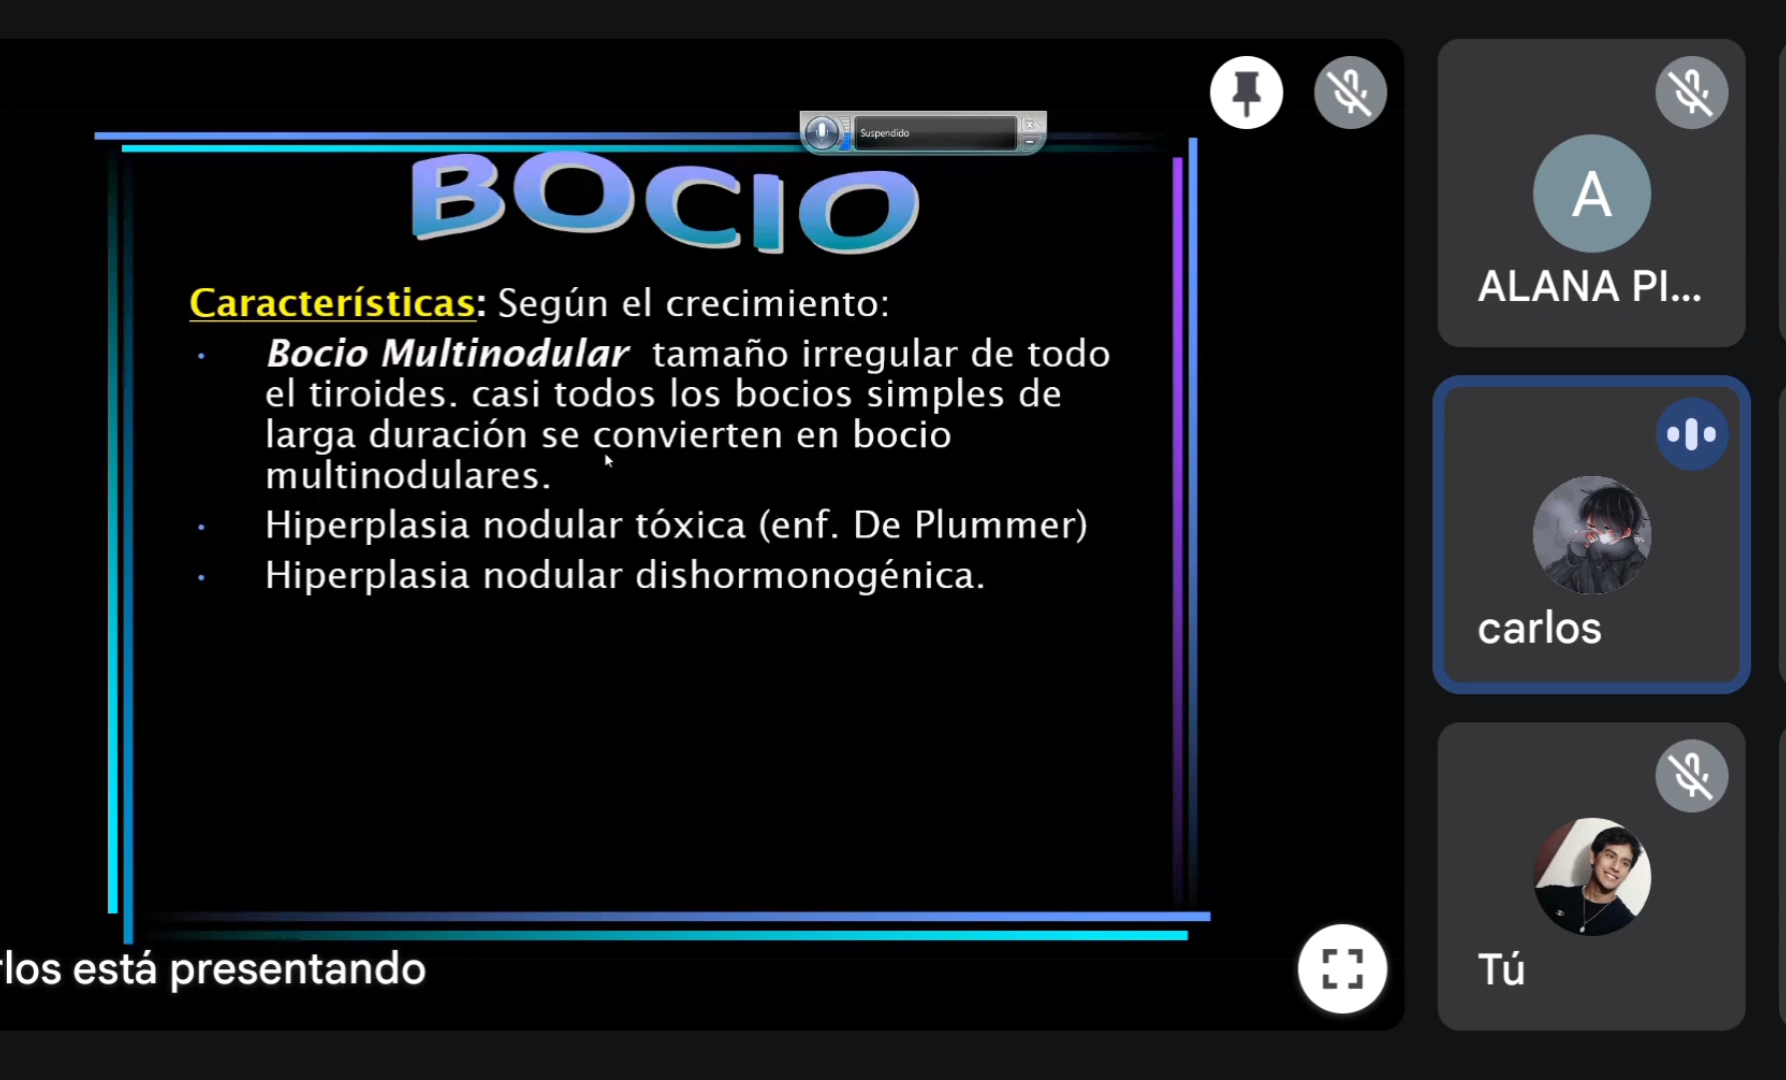 Suspendido
BOCIO
Características: Según el crecimiento:
• Bocio Multinodular tamaño irregular de todo
el tiroides. casi todos los bocios simples de
larga duración se convierten en bocio
multinodulares.
• Hiperplasia nodular tóxica (enf. De Plummer)
• Hiperplasia nodular dishormonogénica.
rlos está presentando
A
ALANA PI...
carlos
Tú